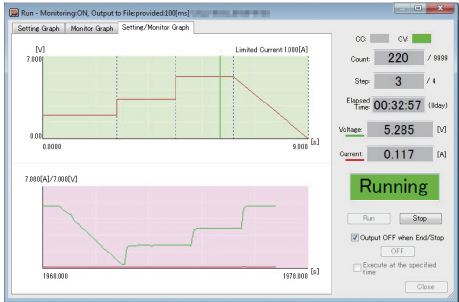 Run - Monitoring:ON, Output to File:provided:100[ms]
Setting Graph Monitor Graph Setting/Monitor Graph
[V] Limited Current 1.000[A]
7.000
0.00
0.0000 9.000 [s]
7.000[A]/7.000[V]
1968.000 1978.808 [s]
CC: CV:
Count: 220 / 9999
Step: 3 / 4
Elapsed Time: 00:32:57 (0day)
Voltage: 5.285 [V]
Current: 0.117 [A]
Running
Run Stop
Output OFF when End/Stop
OFF
Execute at the specified
time
Close